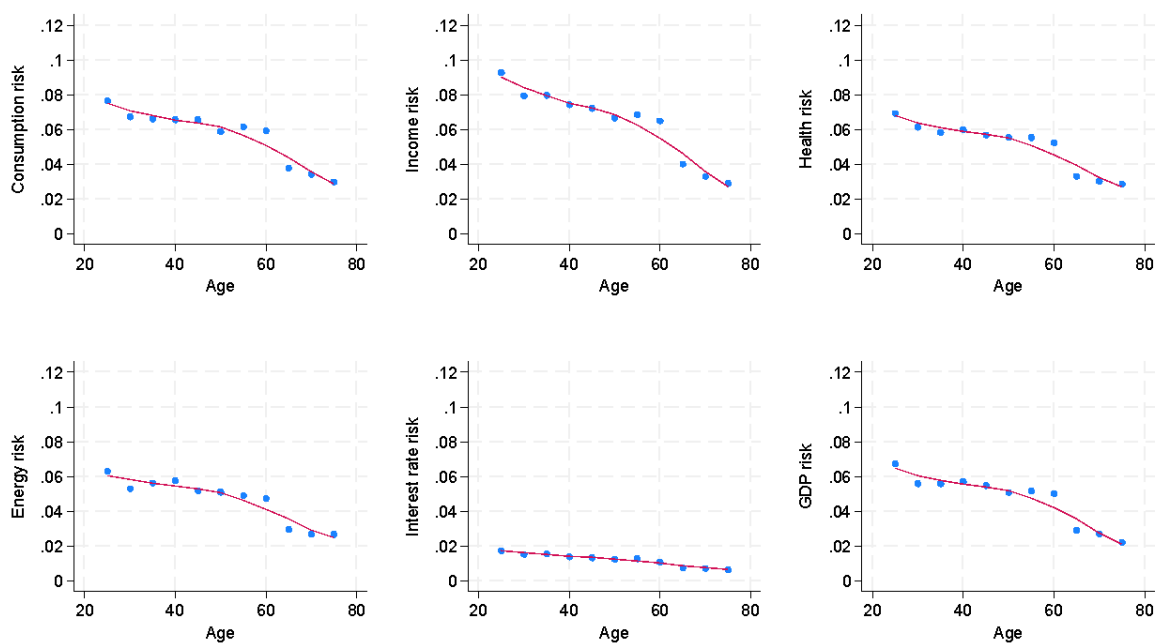 Consumption risk
.12
.1
.08
.06
.04
.02
0
20 40 60 80
Age
Income risk
.12
.1
.08
.06
.04
.02
0
20 40 60 80
Age
Health risk
.12
.1
.08
.06
.04
.02
0
20 40 60 80
Age
Energy risk
.12
.1
.08
.06
.04
.02
0
20 40 60 80
Age
Interest rate risk
.12
.1
.08
.06
.04
.02
0
20 40 60 80
Age
GDP risk
.12
.1
.08
.06
.04
.02
0
20 40 60 80
Age